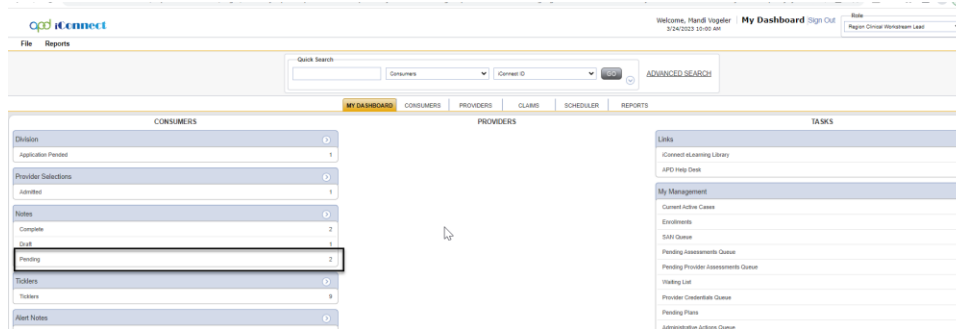 apd iConnect
Welcome, Mandi Vogeler My Dashboard Sign Out
3/24/2023 10:00 AM
Role
Region Clinical Workstream Lead
File Reports
Quick Search
Consumers iConnect ID GO ADVANCED SEARCH
MY DASHBOARD CONSUMERS PROVIDERS CLAIMS SCHEDULER REPORTS
CONSUMERS
Division
Application Pended 1
Provider Selections
Admitted 1
Notes
Complete 2
Draft 1
Pending 2
Ticklers
Ticklers 9
Alert Notes
PROVIDERS
TASKS
Links
iConnect eLearning Library
APD Help Desk
My Management
Current Active Cases
Enrollments
SAN Queue
Pending Assessments Queue
Pending Provider Assessments Queue
Waiting List
Provider Credentials Queue
Pending Plans
Administrative Actions Queue